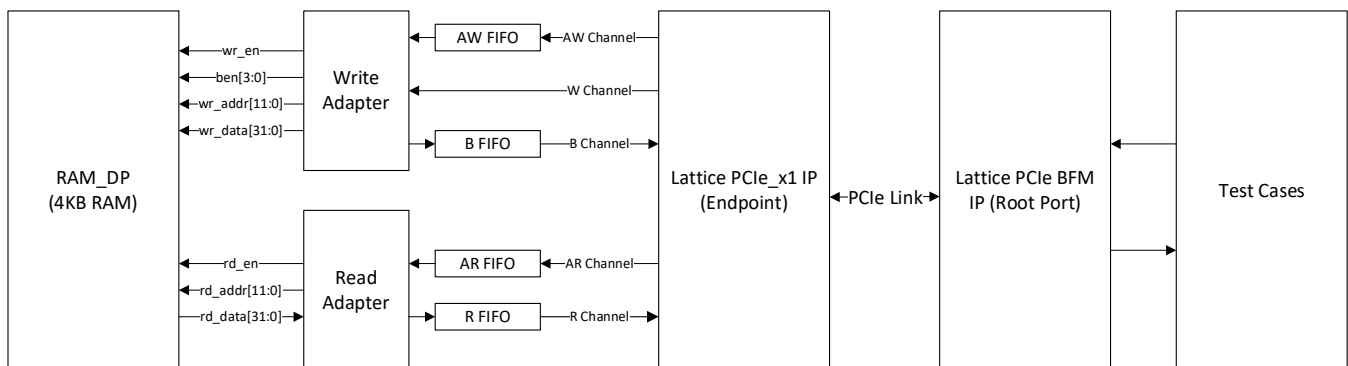 RAM_DP
(4KB RAM)
wr_en
ben[3:0]
wr_addr[11:0]
wr_data[31:0]
rd_en
rd_addr[11:0]
rd_data[31:0]
Write
Adapter
Read
Adapter
AW FIFO
AW Channel
W Channel
B FIFO
B Channel
AR FIFO
AR Channel
R FIFO
R Channel
Lattice PCIe_x1 IP
(Endpoint)
PCIe Link
Lattice PCIe BFM
IP (Root Port)
Test Cases